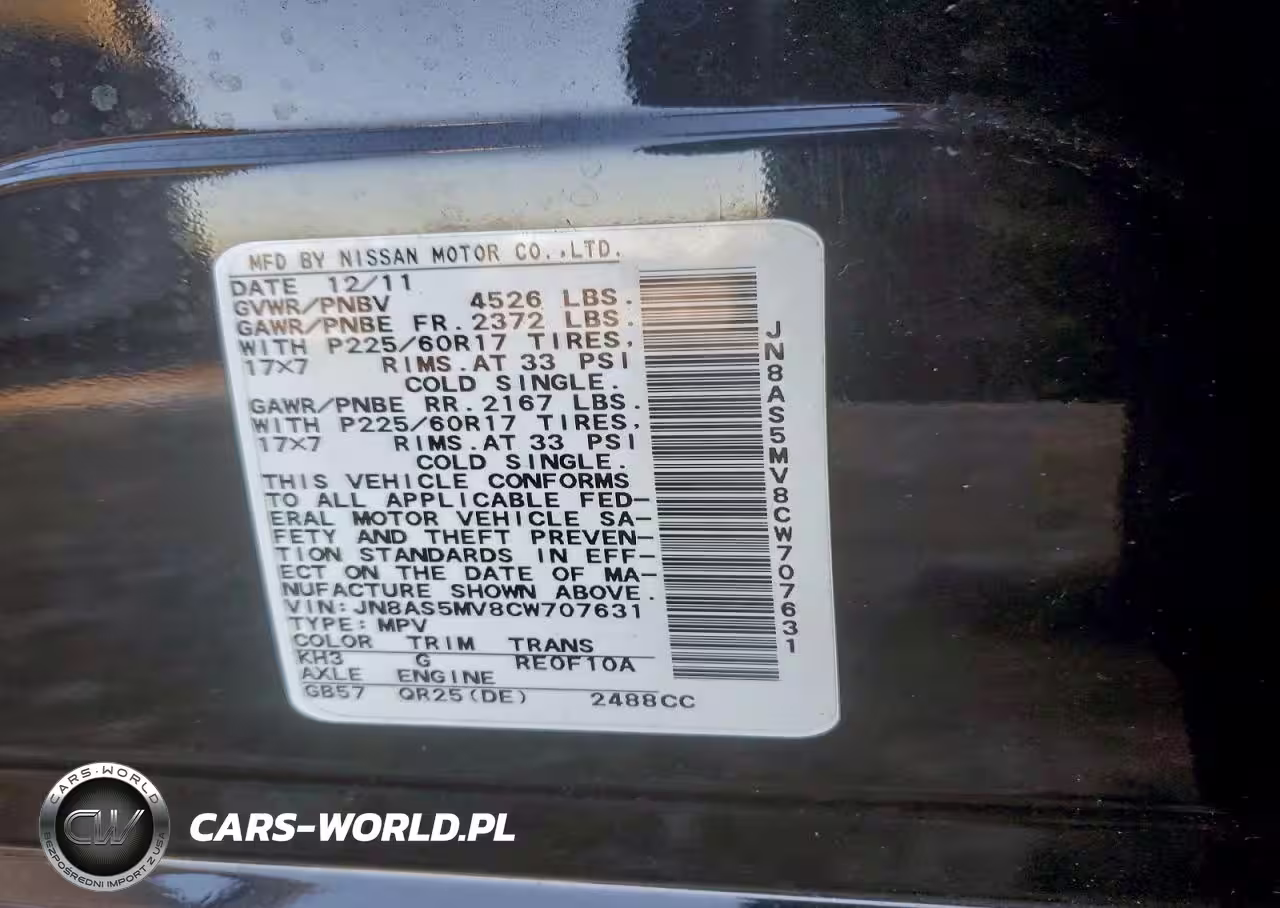 MFD BY NISSAN MOTOR CO.,LTD.
DATE 12/11
GVWR/PNBV 4526 LBS.
GAWR/PNBE FR.2372 LBS.
WITH P225/60R17 TIRES,
17×7 RIMS.AT 33 PSI
COLD SINGLE.
GAWR/PNBE RR.2167 LBS.
WITH P225/60R17 TIRES,
17×7 RIMS.AT 33 PSI
COLD SINGLE.
THIS VEHICLE CONFORMS
TO ALL APPLICABLE FED-
ERAL MOTOR VEHICLE SA-
FETY AND THEFT PREVEN-
TION STANDARDS IN EFF-
ECT ON THE DATE OF MA-
NUFACTURE SHOWN ABOVE.
VIN:JN8AS5MV8CW707631
TYPE:MPV
COLOR TRIM TRANS
KH3 G RE0F10A
AXLE ENGINE
GB57 QR25(DE) 2488CC
JN8AS5MV8CW707631
CARS-WORLD
CW
BEZPOŚREDNI IMPORT Z USA
CARS-WORLD.PL